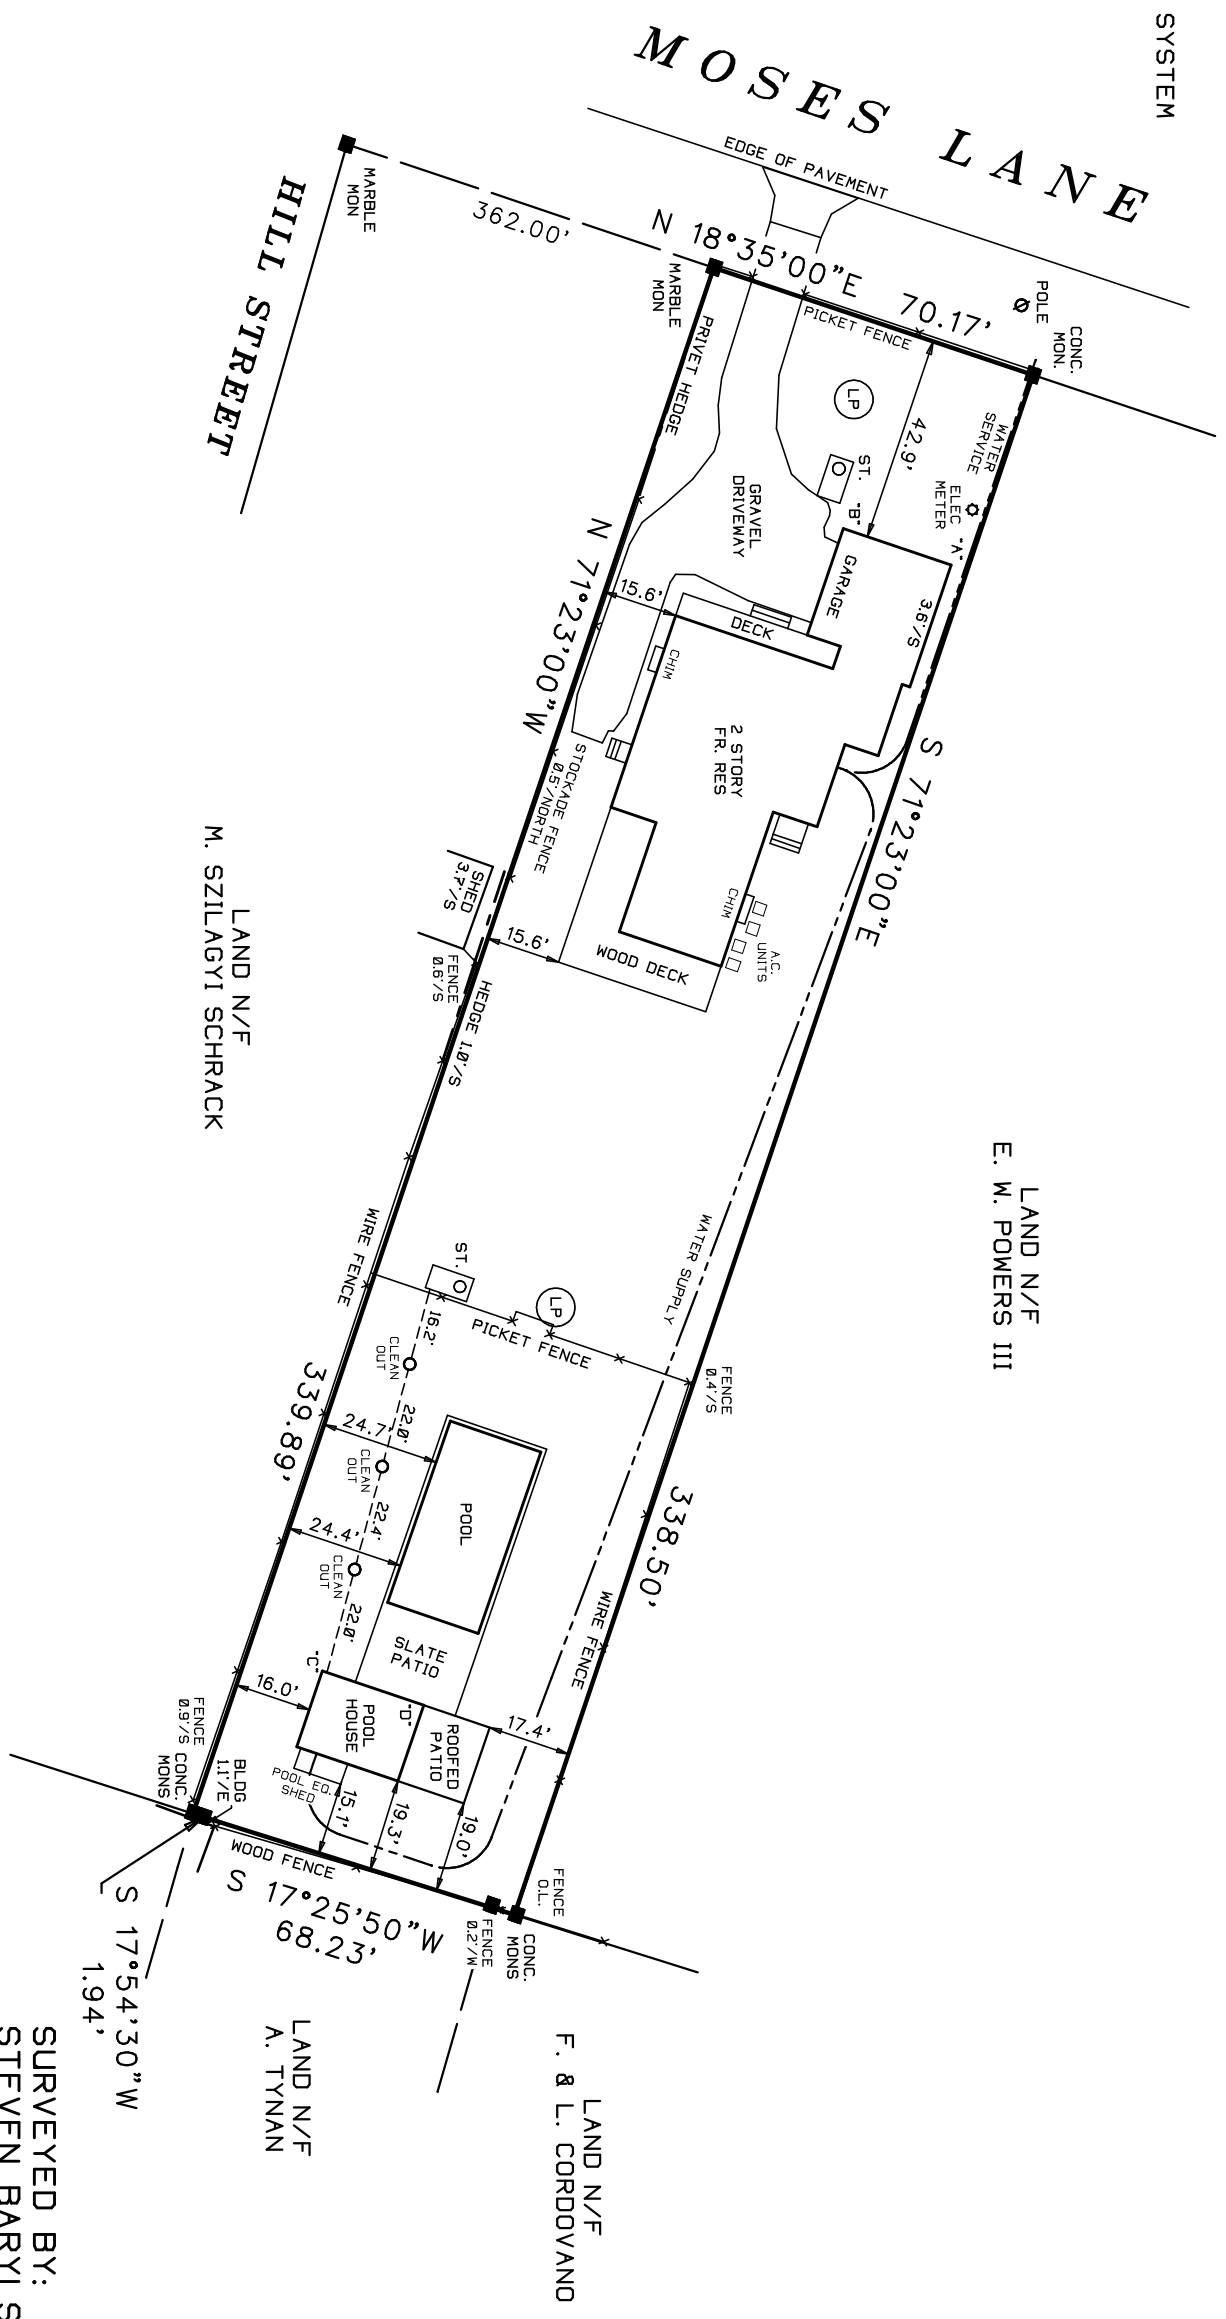 SYSTEM
MOSES LANE
EDGE OF PAVEMENT
MARBLE
MON
362.00'
HILL STREET
N 18°35'00"E 70.17'
MARBLE
MON
PICKET FENCE
POLE
CONC.
MON.
PRIVET HEDGE
LP
42.9'
WATER
SERVICE
ST.
ELEC
METER
"A"
"B"
GRAVEL
DRIVEWAY
GARAGE
3.6'/S
N 71°23'00"W
15.6'
DECK
CHIM
2 STORY
FR. RES
S 71°23'00"E
STOCKADE FENCE
0.5'/NORTH
SHED
3.7'/S
FENCE
0.6'/S
15.6'
WOOD DECK
CHIM
A.C.
UNITS
HEDGE 1.0'/S
LAND N/F
M. SZILAGYI SCHRACK
LAND N/F
E. W. POWERS III
WIRE FENCE
WATER SUPPLY
ST.
LP
PICKET FENCE
FENCE
0.4'/S
16.2'
CLEAN
OUT
22.0'
339.89'
24.7'
CLEAN
OUT
22.4'
POOL
338.50'
24.4'
CLEAN
OUT
22.0'
SLATE
PATIO
WIRE FENCE
"C"
16.0'
POOL
HOUSE
"D"
ROOFED
PATIO
17.4'
FENCE
0.9'/S
CONC.
MONS
BLDG
1.1'/E
POOL EQ.
SHED
15.1'
19.3'
19.0'
WOOD FENCE
S 17°25'50"W
68.23'
FENCE
O.L.
FENCE
0.2'/W
CONC.
MONS
S 17°54'30"W
1.94'
LAND N/F
A. TYNAN
LAND N/F
F. & L. CORDOVANO
SURVEYED BY:
STEVEN BARYLS